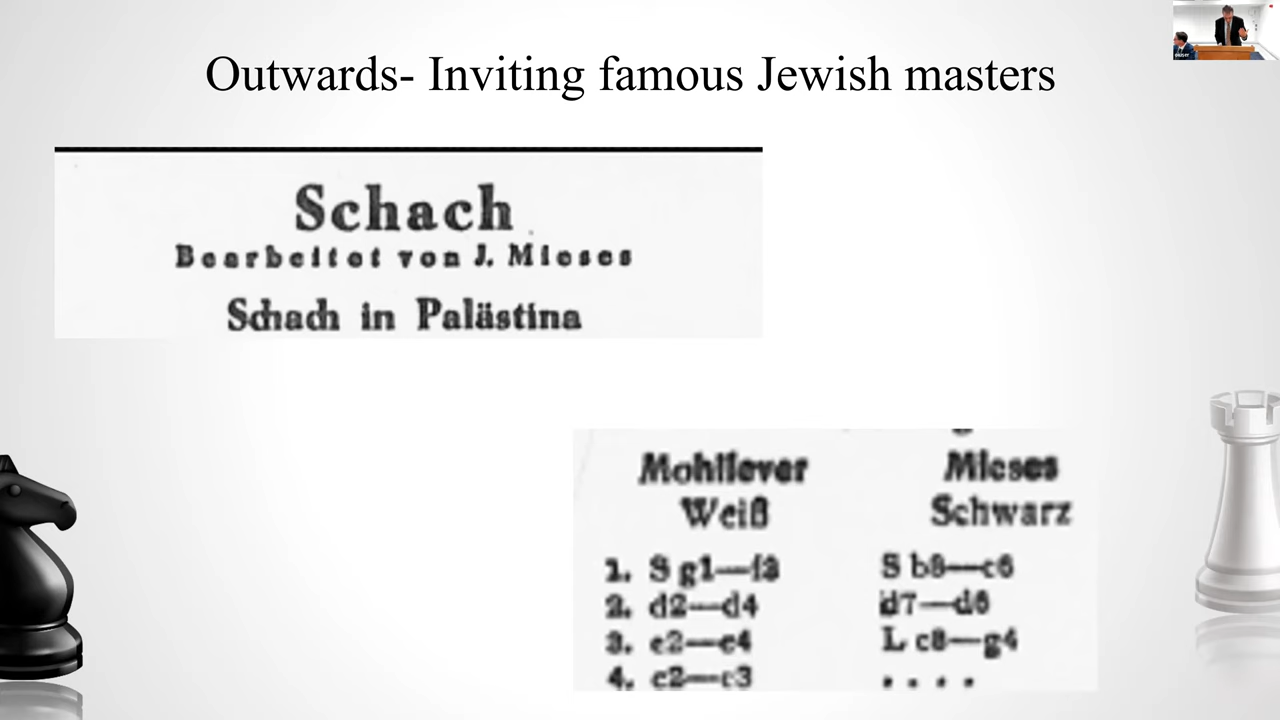 Outwards- Inviting famous Jewish masters
Schach
Bearbeitet von J. Mieses
Schach in Palästina
Mohilever Mieses
Weiß Schwarz
1. S g1—f3 S b8—c6
2. d2—d4 d7—d6
3. e2—e4 L c8—g4
4. c2—c3 . . . .